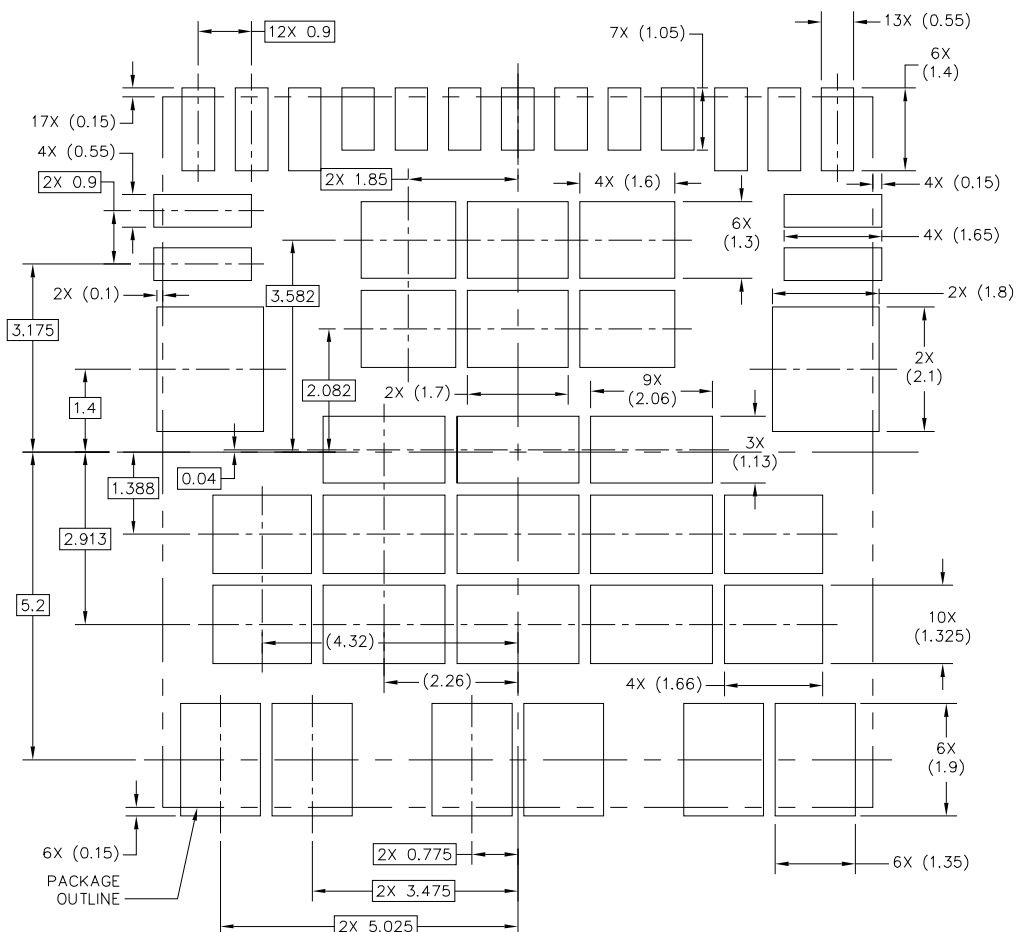 12X 0.9
7X (1.05)
13X (0.55)
6X
(1.4)
17X (0.15)
4X (0.55)
2X 0.9
2X 1.85
4X (1.6)
4X (0.15)
6X
(1.3)
4X (1.65)
2X (0.1)
3.582
2X (1.8)
3.175
2X
(2.1)
2.082
2X (1.7)
9X
(2.06)
1.4
3X
(1.13)
0.04
1.388
2.913
5.2
(4.32)
10X
(1.325)
(2.26)
4X (1.66)
6X
(1.9)
6X (0.15)
2X 0.775
6X (1.35)
PACKAGE
OUTLINE
2X 3.475
2X 5.025